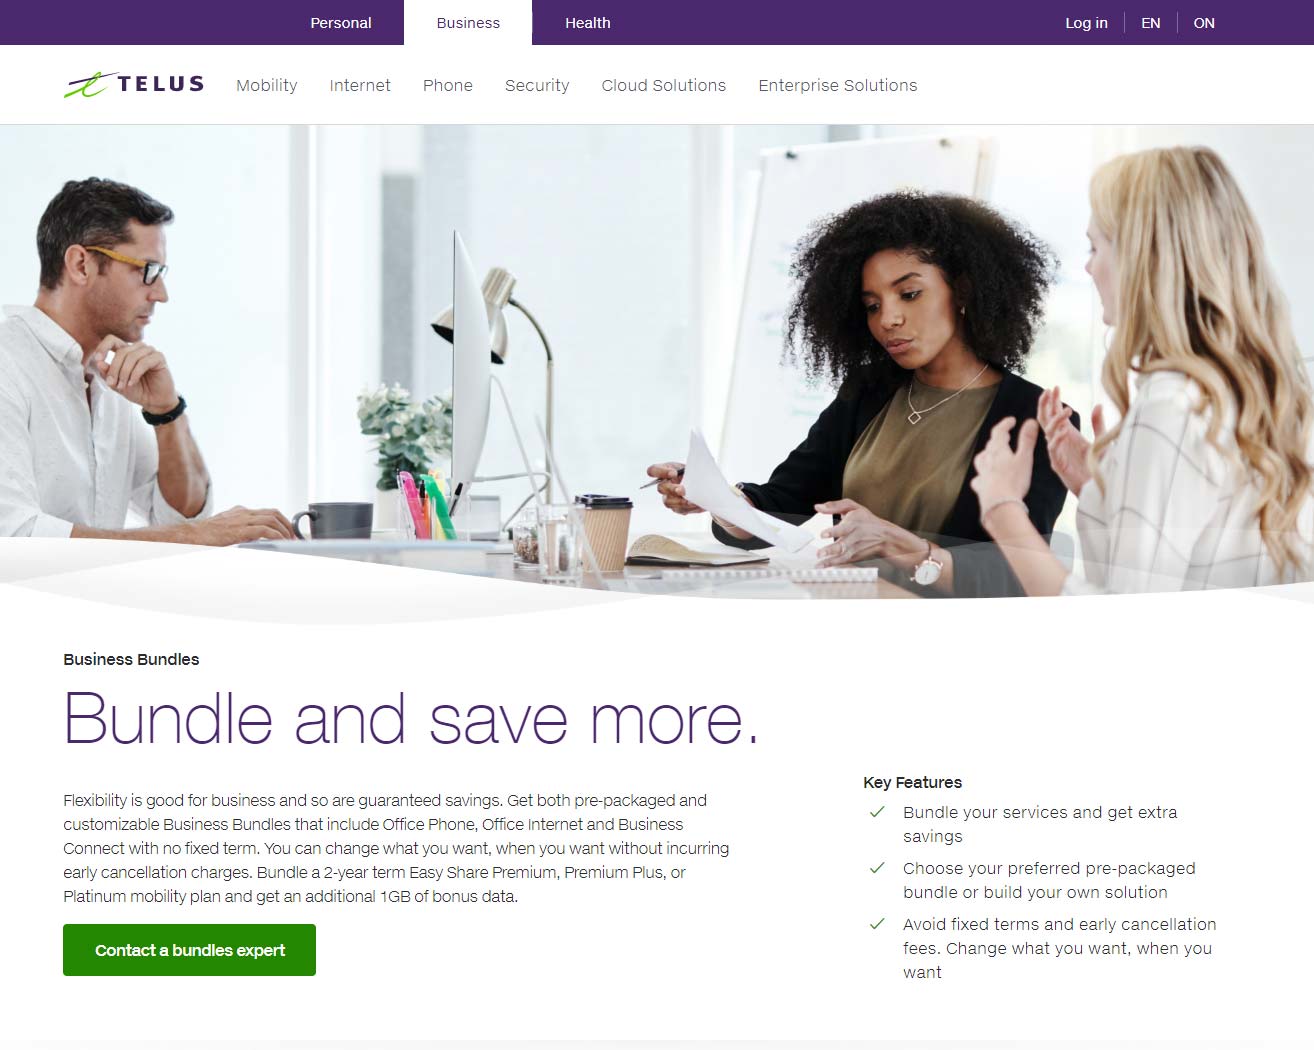 Personal
Business
Health
Log in
EN
ON
TELUS
Mobility
Internet
Phone
Security
Cloud Solutions
Enterprise Solutions
Business Bundles
Bundle and save more.
Flexibility is good for business and so are guaranteed savings. Get both pre-packaged and
customizable Business Bundles that include Office Phone, Office Internet and Business
Connect with no fixed term. You can change what you want, when you want without incurring
early cancellation charges. Bundle a 2-year term Easy Share Premium, Premium Plus, or
Platinum mobility plan and get an additional 1GB of bonus data.
Contact a bundles expert
Key Features
Bundle your services and get extra
savings
Choose your preferred pre-packaged
bundle or build your own solution
Avoid fixed terms and early cancellation
fees. Change what you want, when you
want